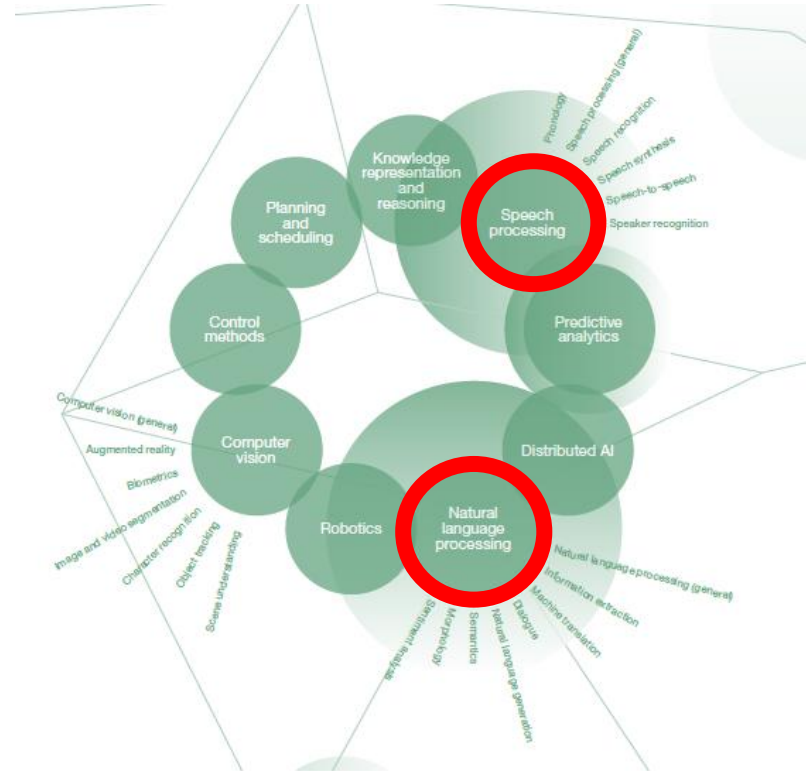 Knowledge
representation
and
reasoning
Planning
and
scheduling
Control
methods
Computer
vision
Robotics
Natural
language
processing
Distributed AI
Predictive
analytics
Speech
processing
Phonology
Speech processing (general)
Speech recognition
Speech synthesis
Speech-to-speech
Speaker recognition
Computer vision (general)
Augmented reality
Biometrics
Image and video segmentation
Character recognition
Object tracking
Scene understanding
Natural language processing (general)
Information extraction
Machine translation
Dialogue
Natural language generation
Semantics
Morphology
Sentiment analysis